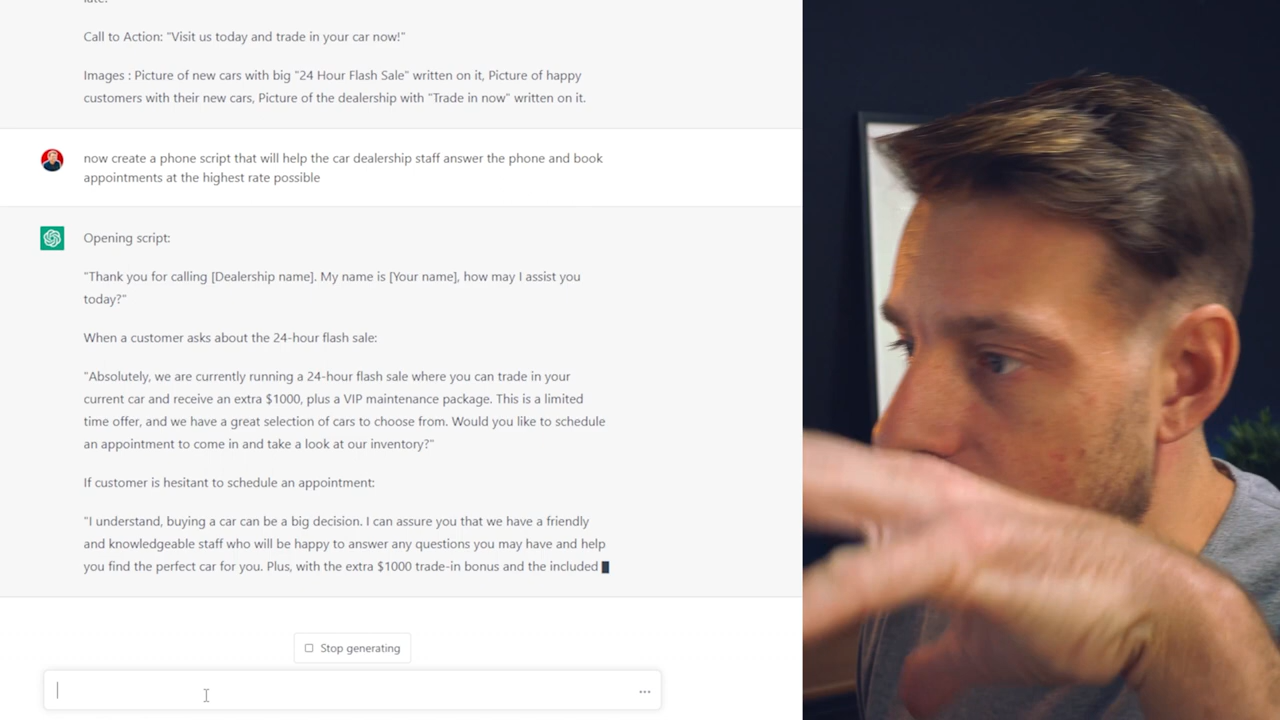 Call to Action: "Visit us today and trade in your car now!"
Images : Picture of new cars with big "24 Hour Flash Sale" written on it, Picture of happy
customers with their new cars, Picture of the dealership with "Trade in now" written on it.
now create a phone script that will help the car dealership staff answer the phone and book
appointments at the highest rate possible
Opening script:
"Thank you for calling [Dealership name]. My name is [Your name], how may I assist you
today?"
When a customer asks about the 24-hour flash sale:
"Absolutely, we are currently running a 24-hour flash sale where you can trade in your
current car and receive an extra $1000, plus a VIP maintenance package. This is a limited
time offer, and we have a great selection of cars to choose from. Would you like to schedule
an appointment to come in and take a look at our inventory?"
If customer is hesitant to schedule an appointment:
"I understand, buying a car can be a big decision. I can assure you that we have a friendly
and knowledgeable staff who will be happy to answer any questions you may have and help
you find the perfect car for you. Plus, with the extra $1000 trade-in bonus and the included
Stop generating